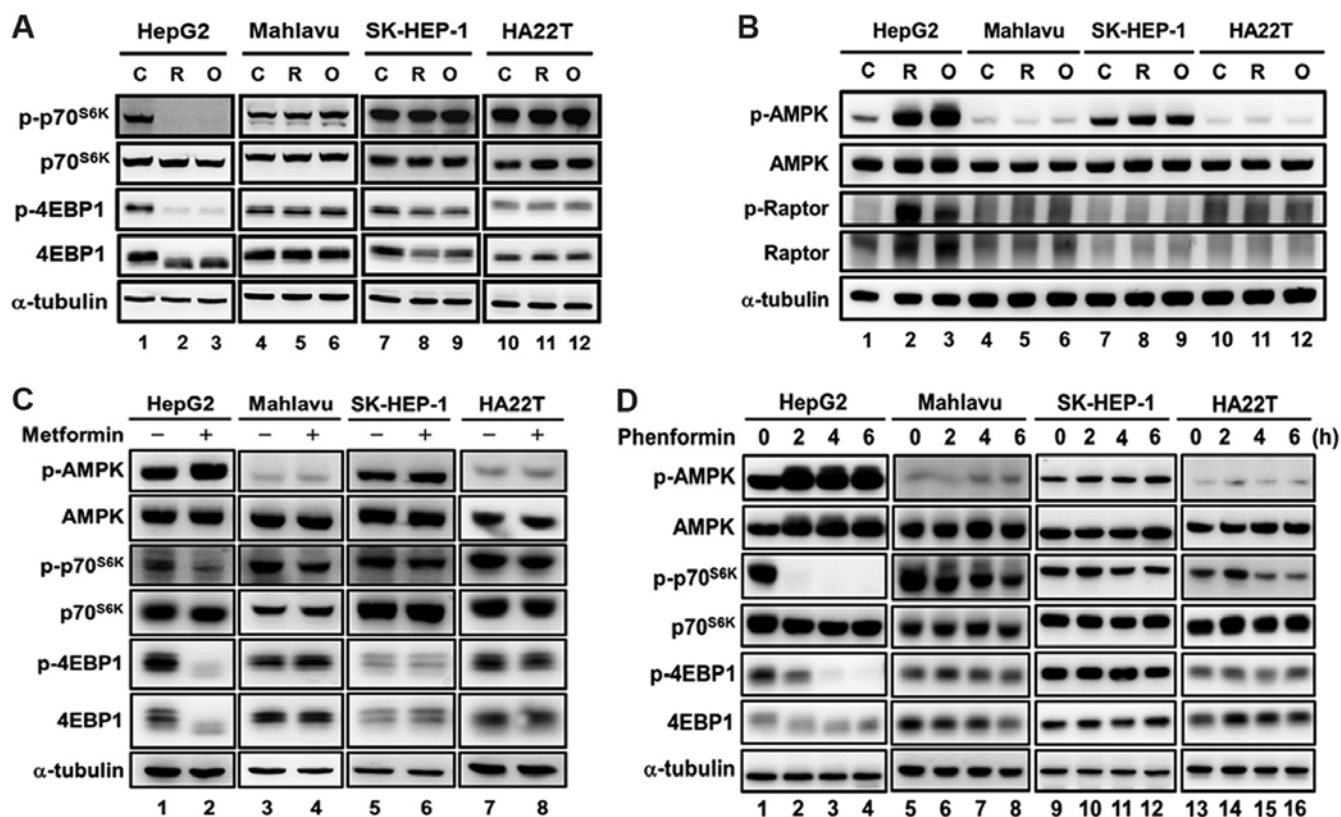 A
HepG2 Mahlavu SK-HEP-1 HA22T
C R O C R O C R O C R O
p-p70S6K
p70S6K
p-4EBP1
4EBP1
α-tubulin
1 2 3 4 5 6 7 8 9 10 11 12
B
HepG2 Mahlavu SK-HEP-1 HA22T
C R O C R O C R O C R O
p-AMPK
AMPK
p-Raptor
Raptor
α-tubulin
1 2 3 4 5 6 7 8 9 10 11 12
C
HepG2 Mahlavu SK-HEP-1 HA22T
Metformin − + − + − + − +
p-AMPK
AMPK
p-p70S6K
p70S6K
p-4EBP1
4EBP1
α-tubulin
1 2 3 4 5 6 7 8
D
HepG2 Mahlavu SK-HEP-1 HA22T
Phenformin 0 2 4 6 0 2 4 6 0 2 4 6 0 2 4 6 (h)
p-AMPK
AMPK
p-p70S6K
p70S6K
p-4EBP1
4EBP1
α-tubulin
1 2 3 4 5 6 7 8 9 10 11 12 13 14 15 16